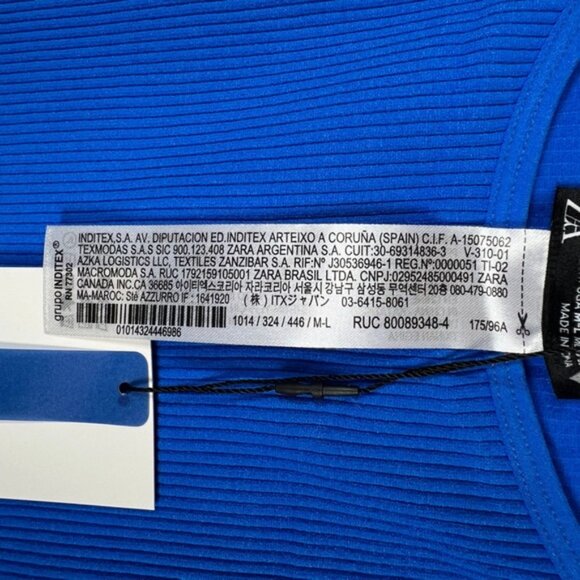 grupo INDITEX
RN 77302
INDITEX,S.A. AV. DIPUTACION ED.INDITEX ARTEIXO A CORUÑA (SPAIN) C.I.F. A-15075062
TEXMODAS S.A.S SIC 900.123.408 ZARA ARGENTINA S.A. CUIT:30-69314836-3 V-310-01
AZKA LOGISTICS LLC, TEXTILES ZANZIBAR S.A. RIF:Nº J30536946-1 REG.Nº:0000051 TI-02
MACROMODA S.A. RUC 1792159105001 ZARA BRASIL LTDA. CNPJ:02952485000491 ZARA
CANADA INC.CA 36685 아이티엑스코리아 자라코리아 서울시 강남구 삼성동 무역센터 20층 080-479-0880
MA-MAROC: Sté AZZURRO IF : 1641920 (株) ITXジャパン 03-6415-8061
01014324446986
1014 / 324 / 446 / M-L RUC 80089348-4 175/96A
ZA
MADE IN